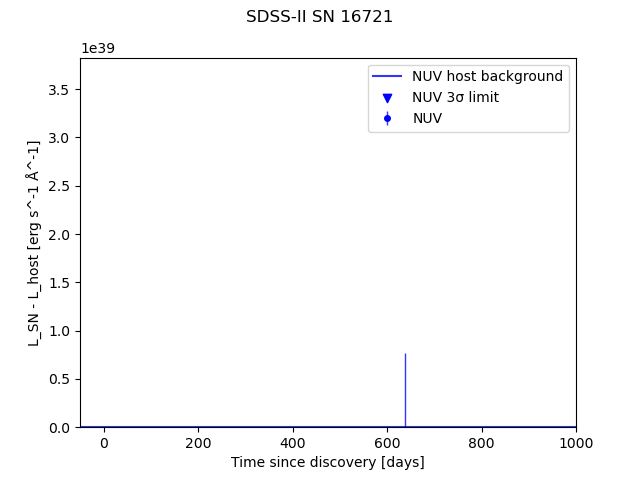 SDSS-II SN 16721
1e39
NUV host background
NUV 3σ limit
NUV
3.5
3.0
2.5
2.0
1.5
1.0
0.5
0.0
L_SN - L_host [erg s^-1 Å^-1]
0 200 400 600 800 1000
Time since discovery [days]